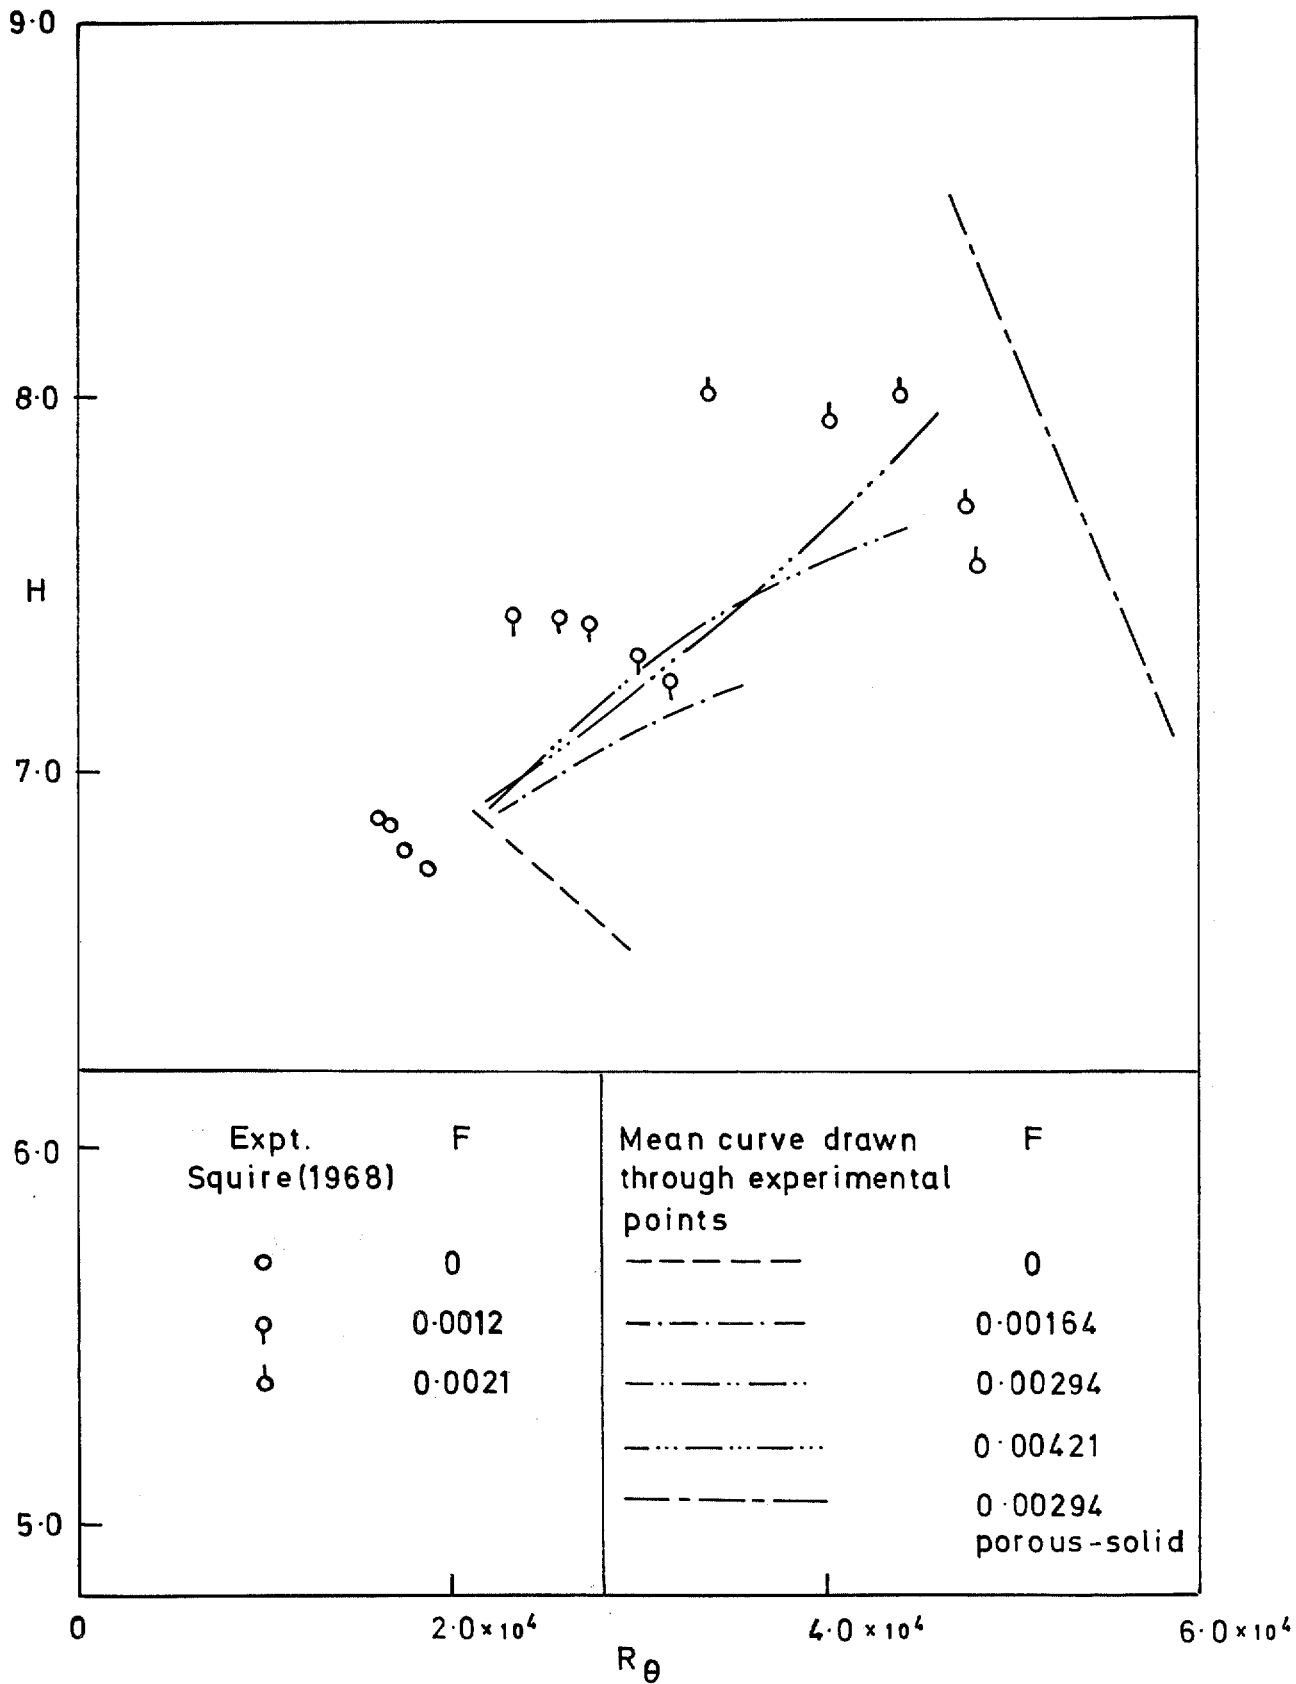 9·0
8·0
H
7·0
6·0
5·0
Expt. F
Squire(1968)
0
0·0012
0·0021
Mean curve drawn F
through experimental
points
0
0·00164
0·00294
0·00421
0·00294
porous-solid
0 2·0×10⁴ 4·0×10⁴ 6·0×10⁴
Rθ